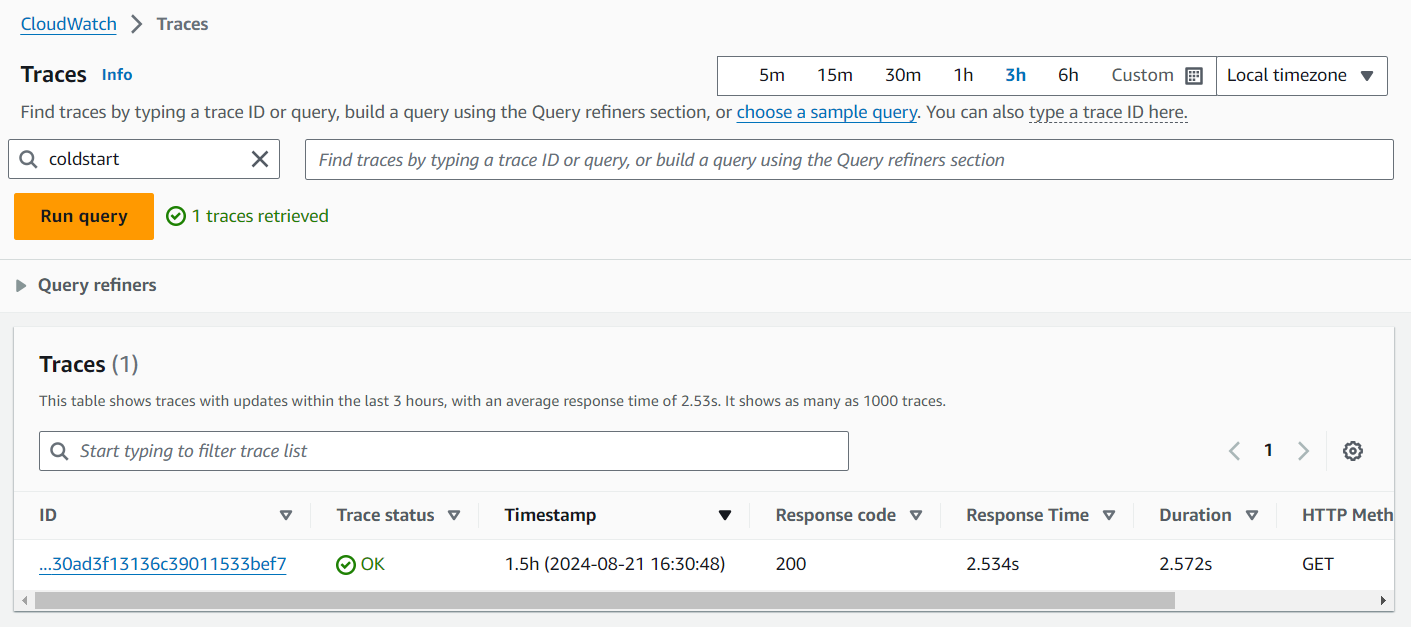 CloudWatch > Traces
Traces Info
5m 15m 30m 1h 3h 6h Custom Local timezone
Find traces by typing a trace ID or query, build a query using the Query refiners section, or choose a sample query. You can also type a trace ID here.
coldstart
Find traces by typing a trace ID or query, or build a query using the Query refiners section
Run query 1 traces retrieved
Query refiners
Traces (1)
This table shows traces with updates within the last 3 hours, with an average response time of 2.53s. It shows as many as 1000 traces.
Start typing to filter trace list
1
ID Trace status Timestamp Response code Response Time Duration HTTP Meth
...30ad3f13136c39011533bef7 OK 1.5h (2024-08-21 16:30:48) 200 2.534s 2.572s GET